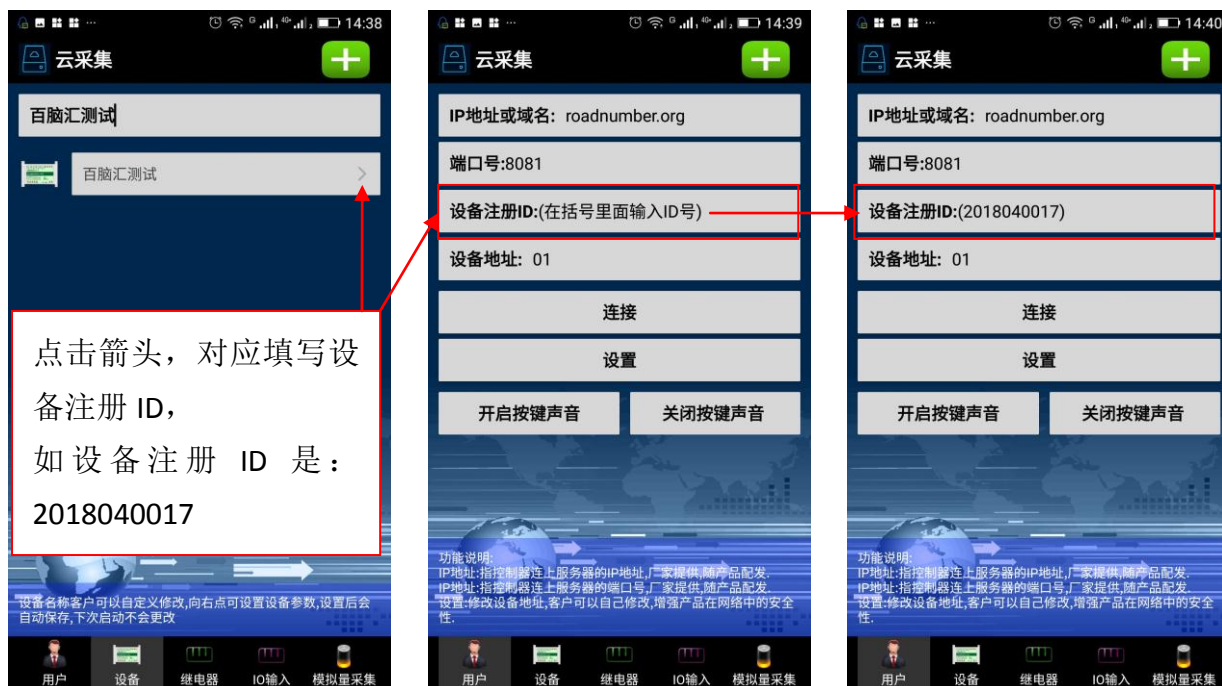 14:38
云采集
百脑汇测试
百脑汇测试
点击箭头，对应填写设
备注册 ID，
如设备注册 ID 是：
2018040017
设备名称客户可以自定义修改,向右点可设置设备参数,设置后会
自动保存,下次启动不会更改
用户 设备 继电器 IO输入 模拟量采集
14:39
云采集
IP地址或域名: roadnumber.org
端口号:8081
设备注册ID:(在括号里面输入ID号)
设备地址: 01
连接
设置
开启按键声音 关闭按键声音
功能说明:
IP地址:指控制器连上服务器的IP地址,厂家提供,随产品配发.
IP地址:指控制器连上服务器的端口号,厂家提供,随产品配发.
设置:修改设备地址,客户可以自己修改,增强产品在网络中的安全
性.
用户 设备 继电器 IO输入 模拟量采集
14:40
云采集
IP地址或域名: roadnumber.org
端口号:8081
设备注册ID:(2018040017)
设备地址: 01
连接
设置
开启按键声音 关闭按键声音
功能说明:
IP地址:指控制器连上服务器的IP地址,厂家提供,随产品配发.
IP地址:指控制器连上服务器的端口号,厂家提供,随产品配发.
设置:修改设备地址,客户可以自己修改,增强产品在网络中的安全
性.
用户 设备 继电器 IO输入 模拟量采集